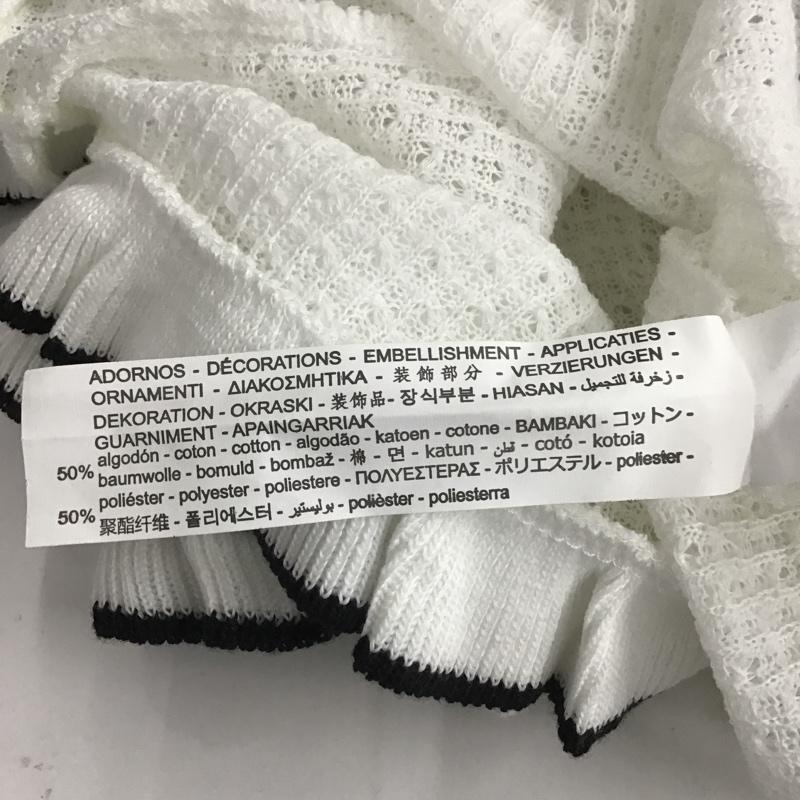 ADORNOS - DÉCORATIONS - EMBELLISHMENT - APPLICATIES -
ORNAMENTI - ΔΙΑΚΟΣΜΗΤΙΚΑ - 装飾部分 - VERZIERUNGEN -
DEKORATION - OKRASKI - 装饰品 - 장식부분 - HIASAN - زخرفة للتجميل -
GUARNIMENT - APAINGARRIAK
50% algodón - coton - cotton - algodão - katoen - cotone - BAMBAKI - コットン -
baumwolle - bomuld - bombaž - 棉 - 면 - katun - قطن - cotó - kotoia
50% poliéster - polyester - poliestere - ΠΟΛΥΕΣΤΕΡΑΣ - ポリエステル - poliester -
聚酯纤维 - 폴리에스터 - بوليستير - polièster - poliesterra